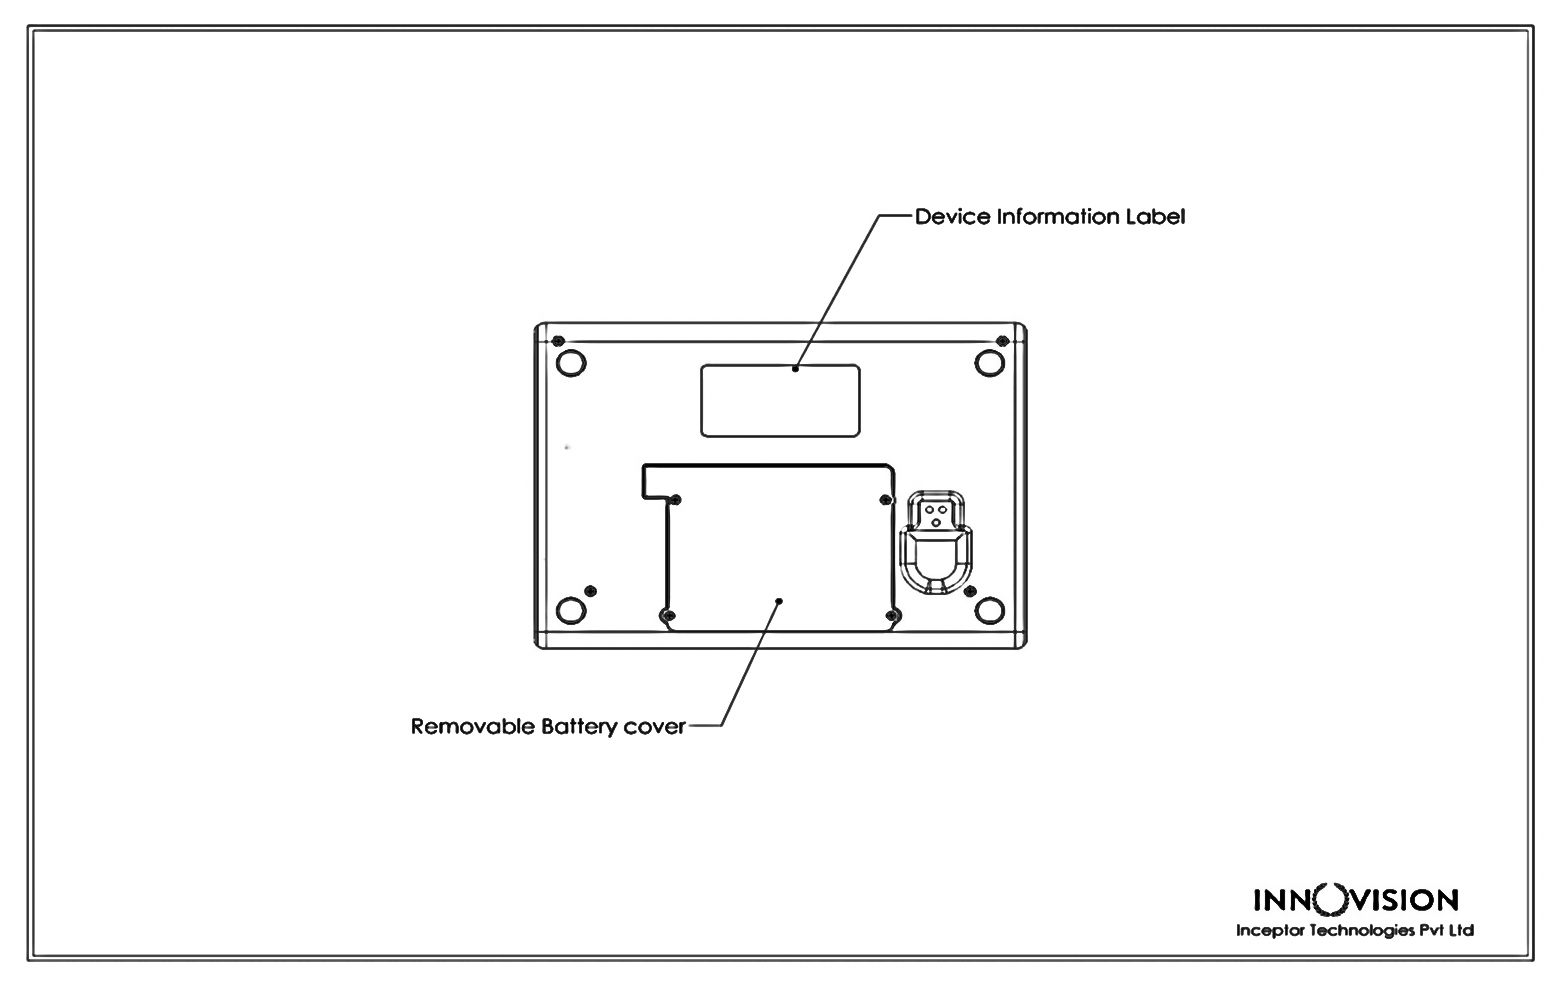 Device Information Label
Removable Battery cover
INNOVISION
Inceptor Technologies Pvt Ltd